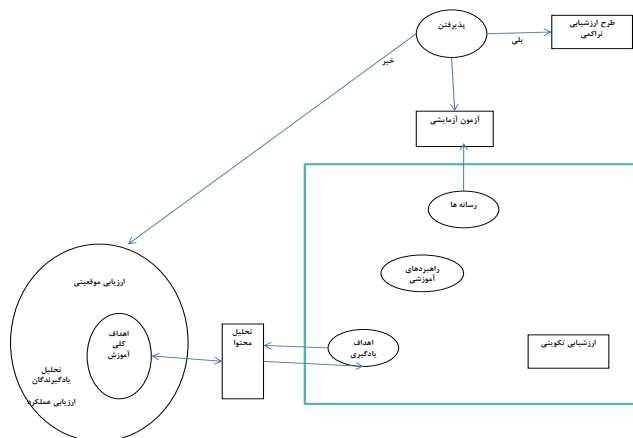 پذیرفتن
طرح ارزشیابی
تراکمی
بلی
خیر
آزمون آزمایشی
رسانه ها
راهبردهای
آموزشی
ارزیابی موقعیتی
اهداف
کلی
آموزش
تحلیل
محتوا
اهداف
یادگیری
ارزشیابی تکوینی
تحلیل
یادگیرندگان
ارزیابی عملکرد